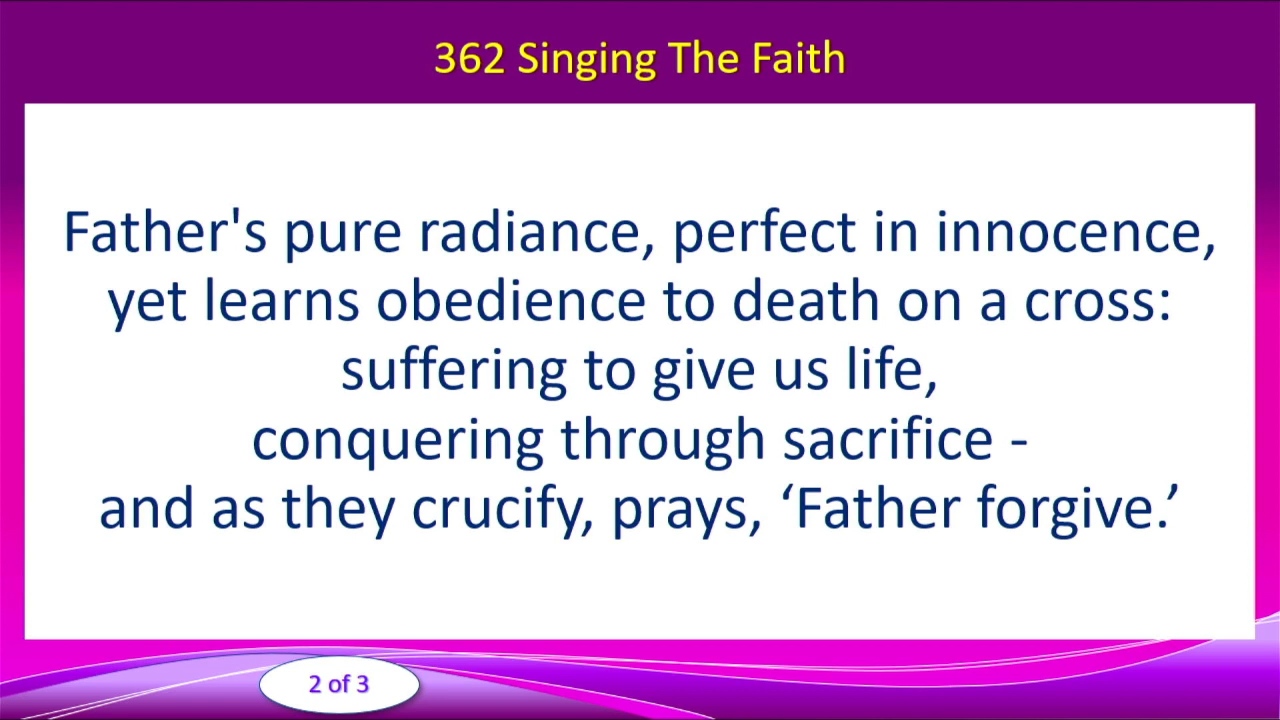 362 Singing The Faith
Father's pure radiance, perfect in innocence,
yet learns obedience to death on a cross:
suffering to give us life,
conquering through sacrifice -
and as they crucify, prays, ‘Father forgive.’
2 of 3